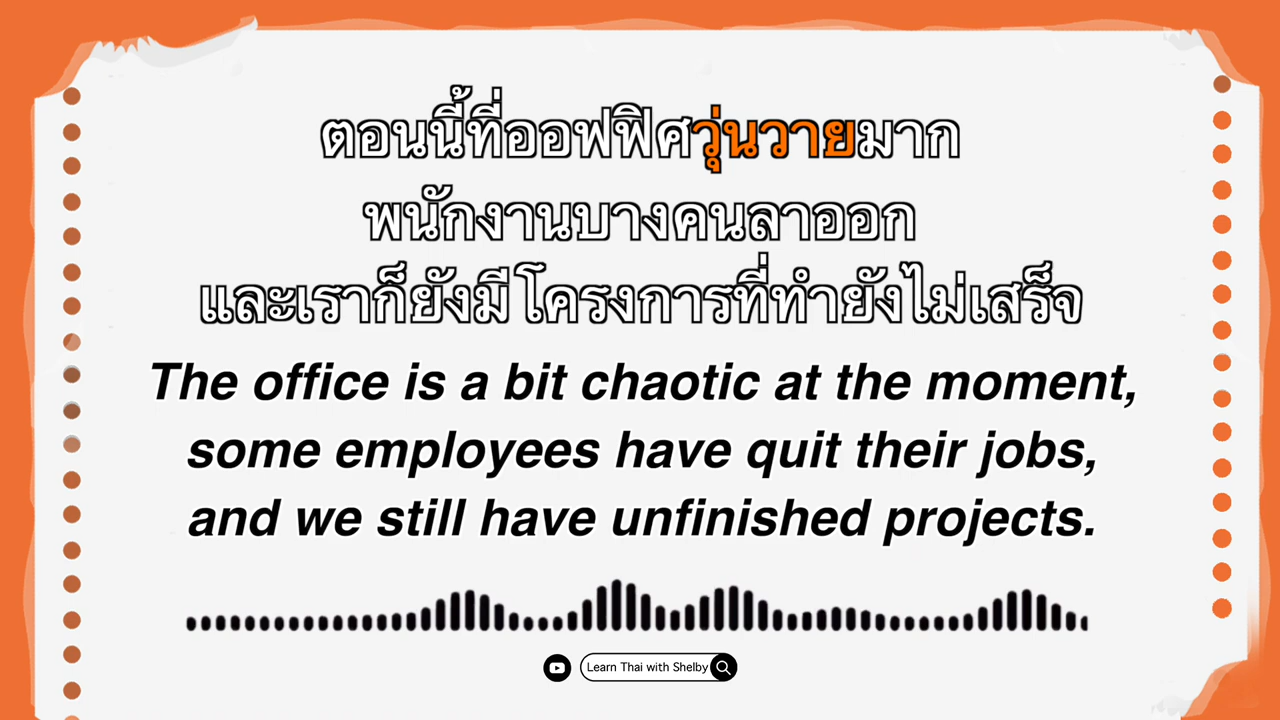 ตอนนี้ที่ออฟฟิศวุ่นวายมาก
พนักงานบางคนลาออก
และเราก็ยังมีโครงการที่ทำยังไม่เสร็จ
The office is a bit chaotic at the moment,
some employees have quit their jobs,
and we still have unfinished projects.
Learn Thai with Shelby